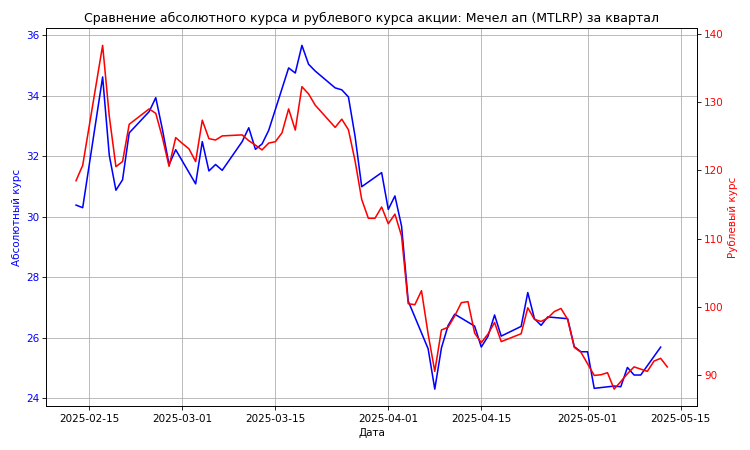 Сравнение абсолютного курса и рублевого курса акции: Мечел ап (MTLRP) за квартал
36
34
32
30
28
26
24
Абсолютный курс
140
130
120
110
100
90
Рублевый курс
2025-02-15 2025-03-01 2025-03-15 2025-04-01 2025-04-15 2025-05-01 2025-05-15
Дата